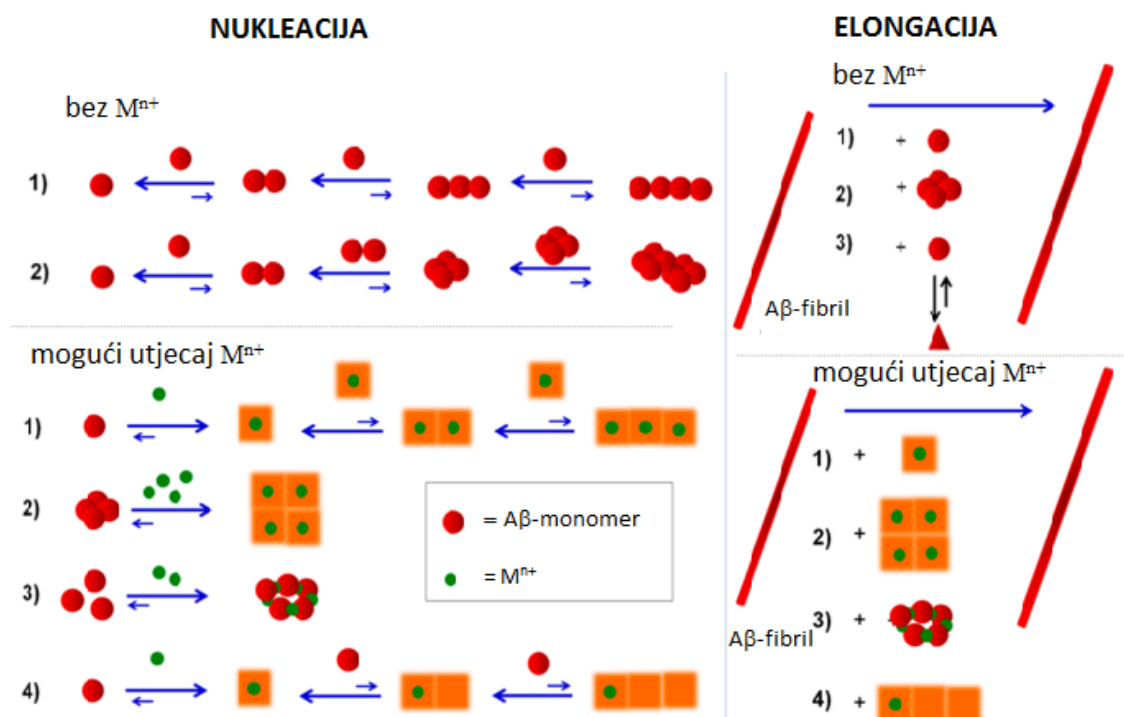 NUKLEACIJA
bez Mⁿ⁺
1)
2)
mogući utjecaj Mⁿ⁺
1)
2)
3)
4)
= Aβ-monomer
= Mⁿ⁺
ELONGACIJA
bez Mⁿ⁺
1) +
2) +
3) +
Aβ-fibril
mogući utjecaj Mⁿ⁺
1) +
2) +
3) +
Aβ-fibril
4) +